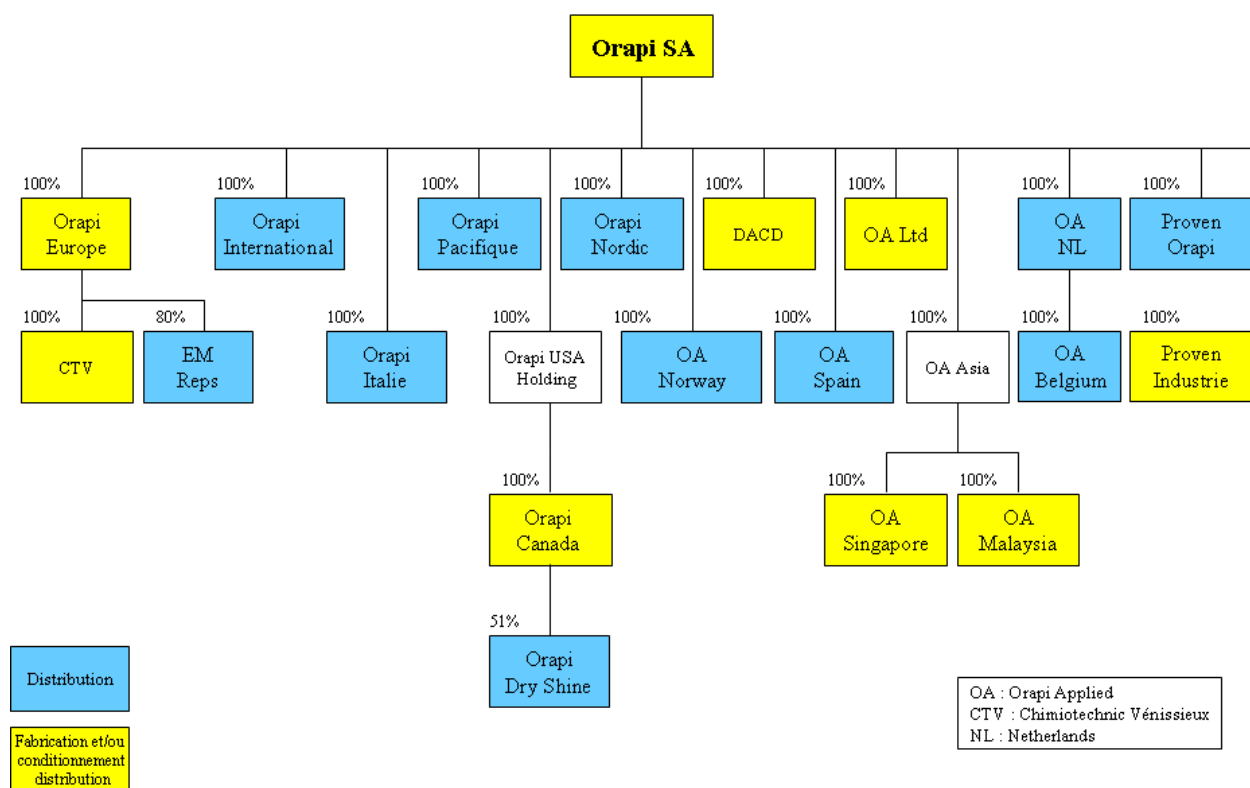 Orapi SA
100%
100%
100%
100%
100%
100%
100%
100%
Orapi
Europe
Orapi
International
Orapi
Pacifique
Orapi
Nordic
DACD
OA Ltd
OA
NL
Proven
Orapi
100%
80%
100%
100%
100%
100%
100%
100%
100%
CTV
EM
Reps
Orapi
Italie
Orapi USA
Holding
OA
Norway
OA
Spain
OA Asia
OA
Belgium
Proven
Industrie
100%
100%
100%
Orapi
Canada
OA
Singapore
OA
Malaysia
51%
Orapi
Dry Shine
Distribution
Fabrication et/ou
conditionnement
distribution
OA : Orapi Applied
CTV : Chimiotechnic Vénissieux
NL : Netherlands